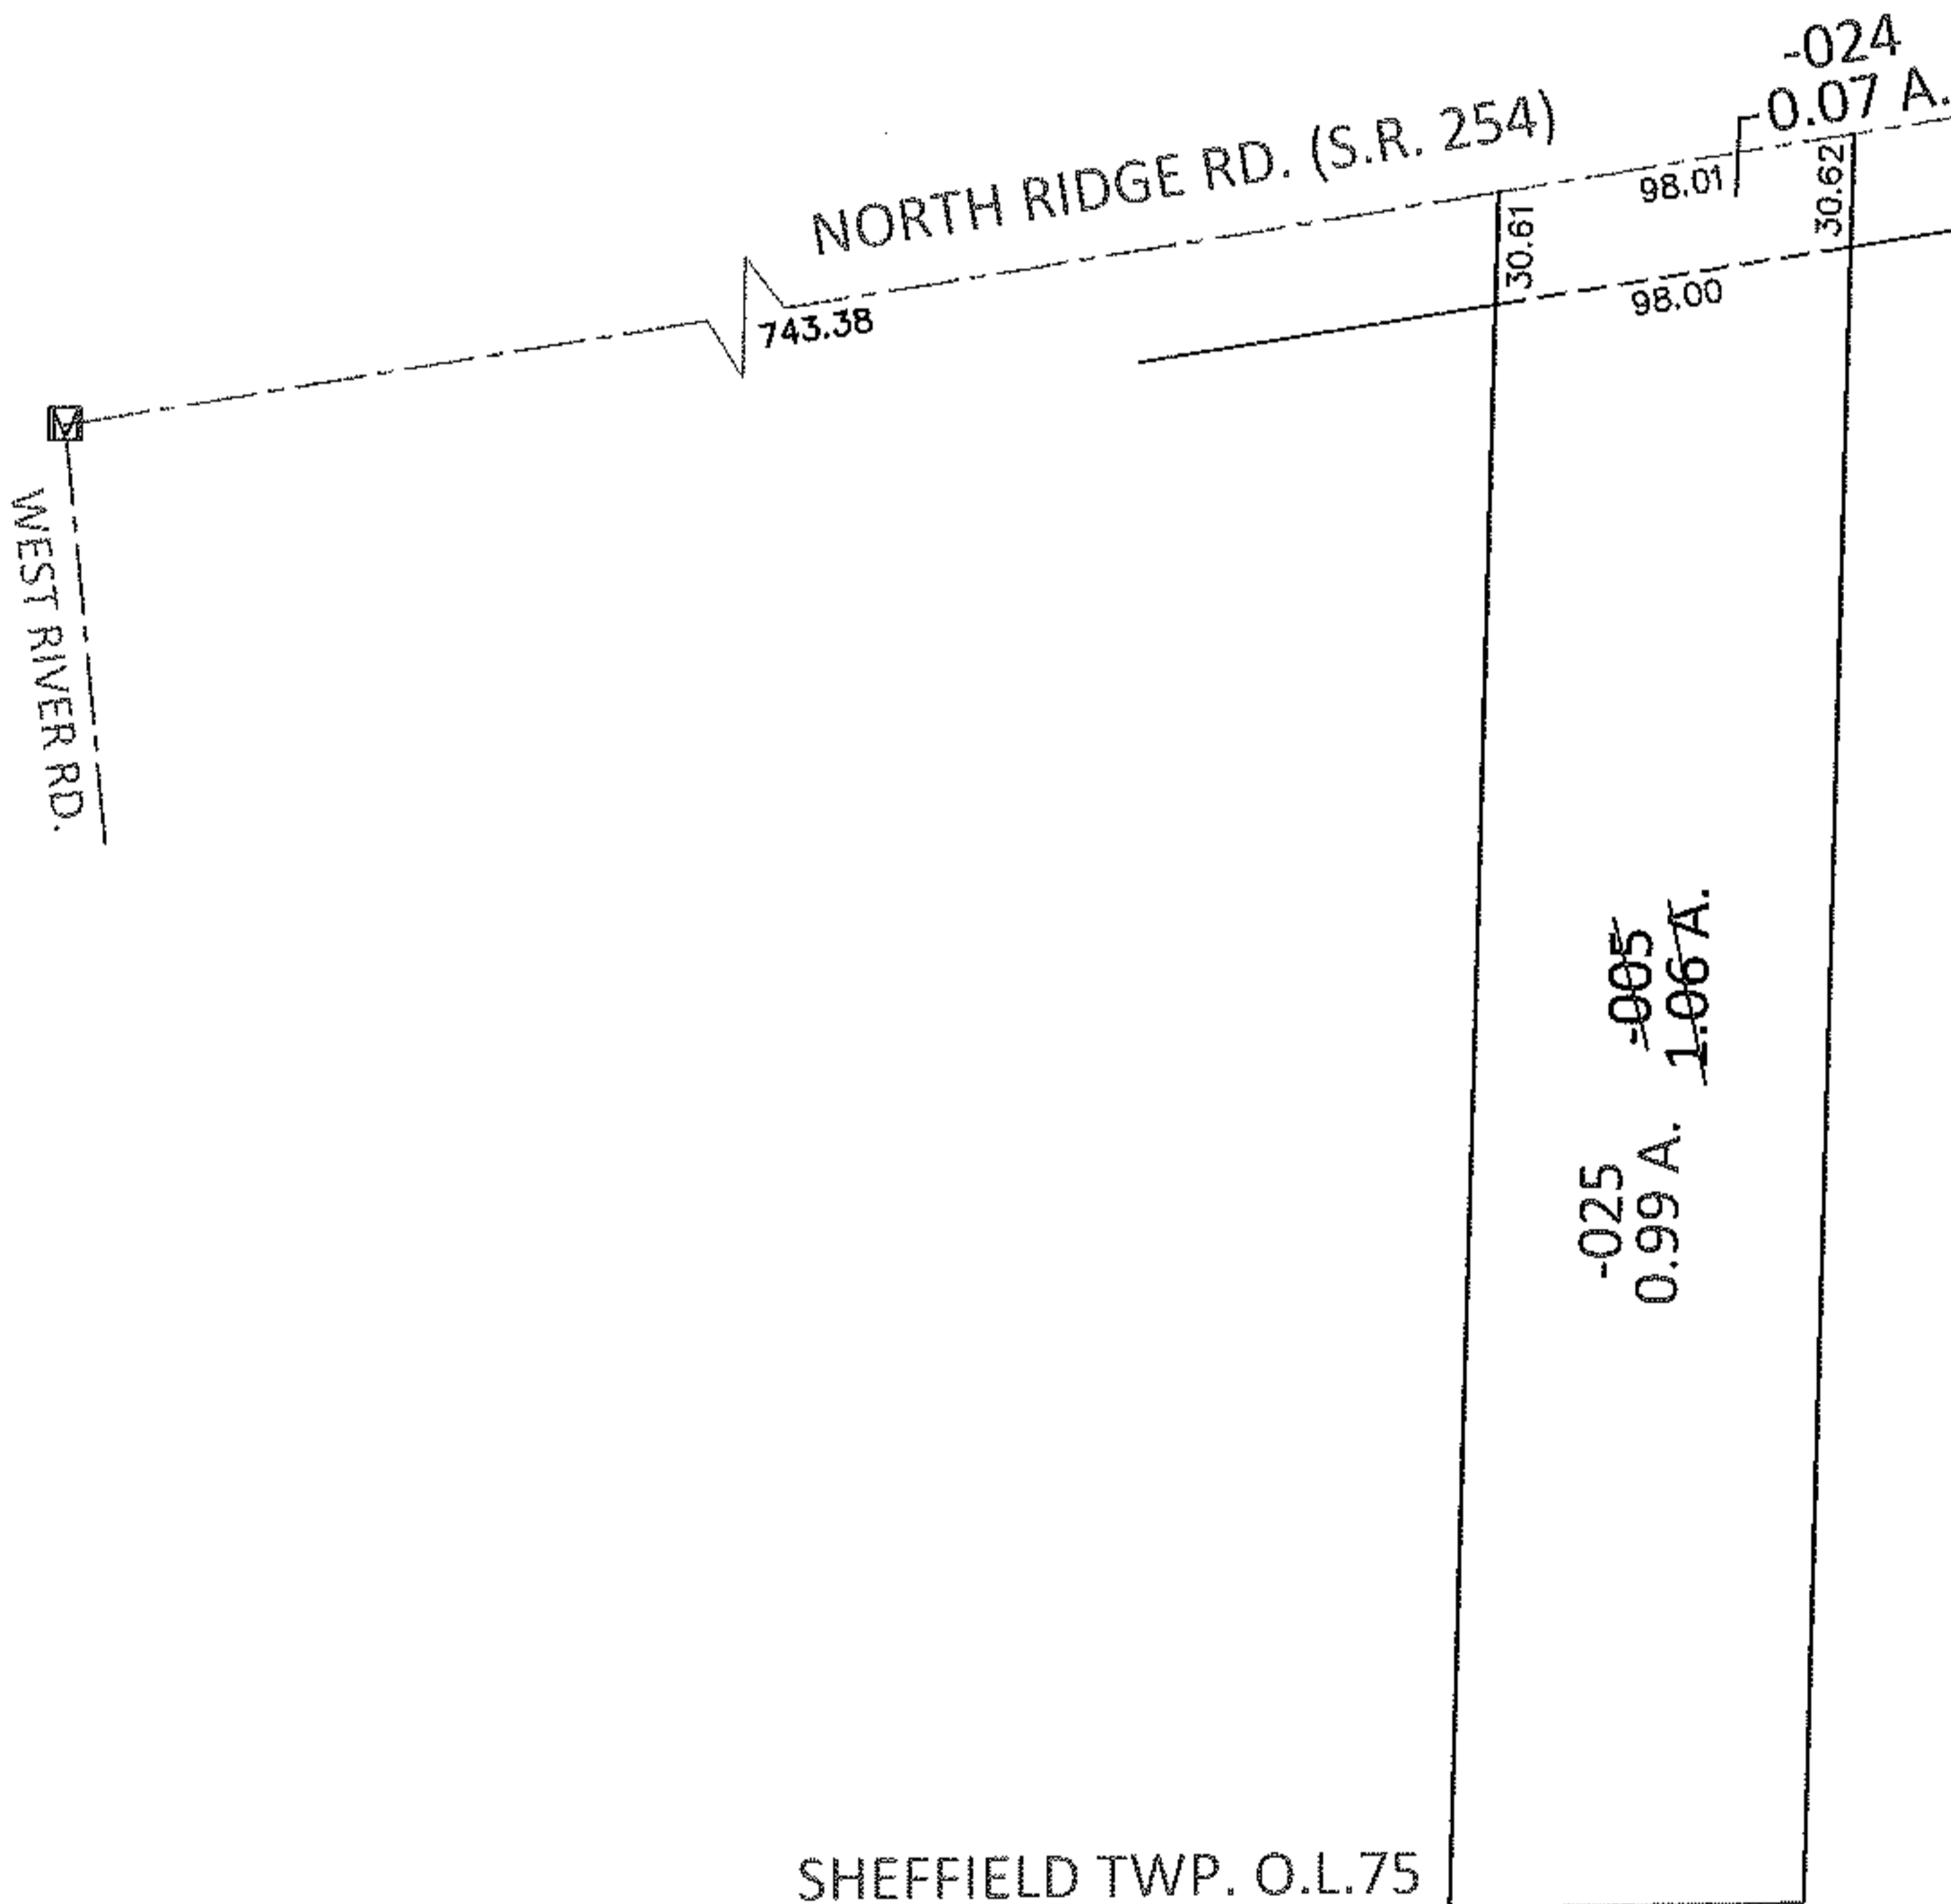 -024
0.07 A.
NORTH RIDGE RD. (S.R. 254)
98.01
30.62
30.61
98.00
743.38
WEST RIVER RD.
-005
1.06 A.
-025
0.99 A.
SHEFFIELD TWP. O.L.75